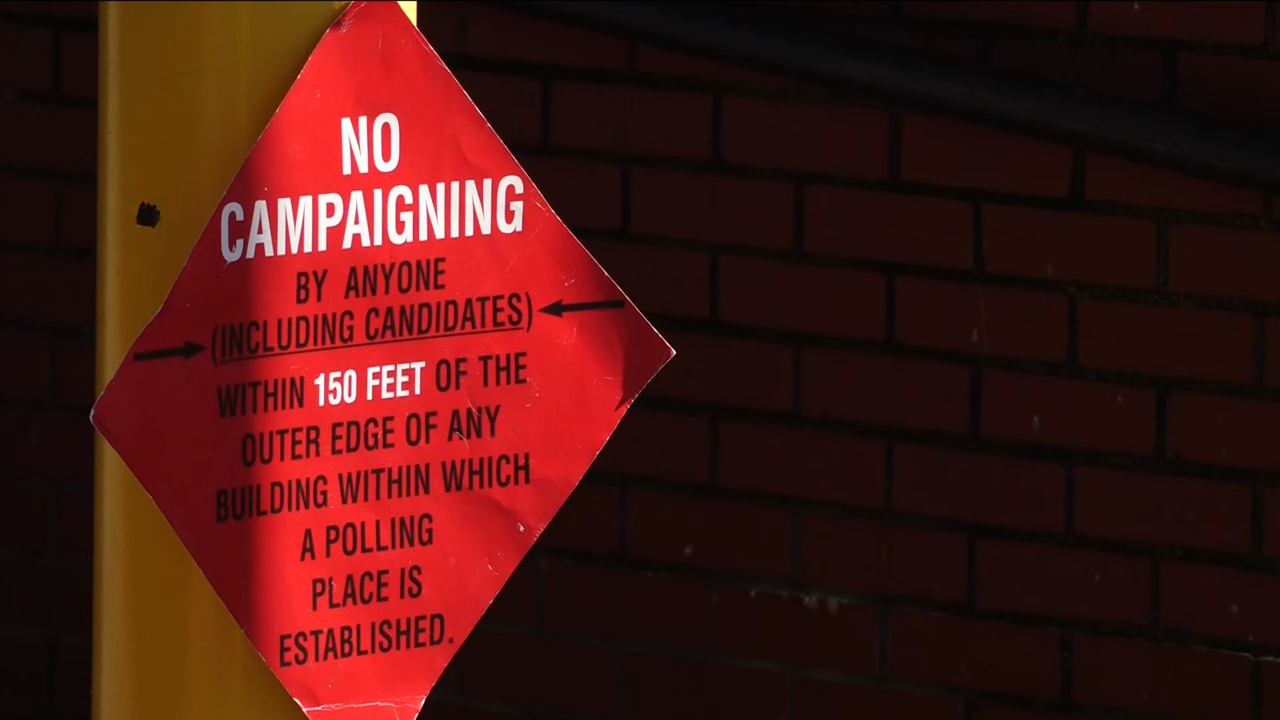 NO
CAMPAIGNING
BY ANYONE
(INCLUDING CANDIDATES)
WITHIN 150 FEET OF THE
OUTER EDGE OF ANY
BUILDING WITHIN WHICH
A POLLING
PLACE IS
ESTABLISHED.